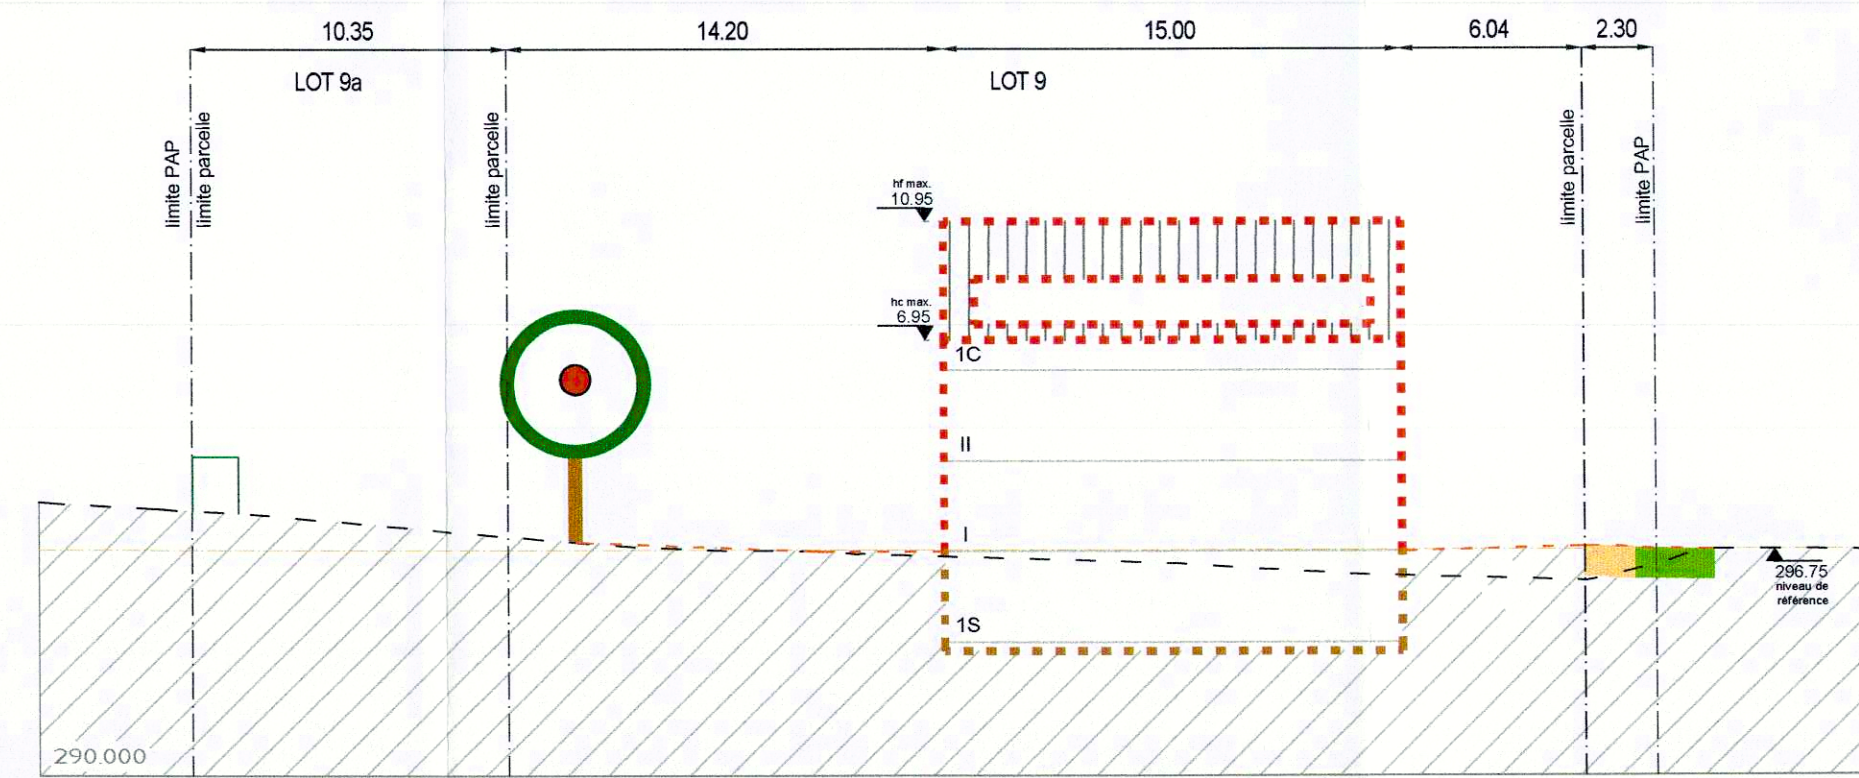 10.35
14.20
15.00
6.04
2.30
LOT 9a
LOT 9
limite PAP
limite parcelle
limite parcelle
limite parcelle
limite PAP
hf max.
10.95
hc max.
6.95
1C
II
I
1S
296.75
niveau de
référence
290.000